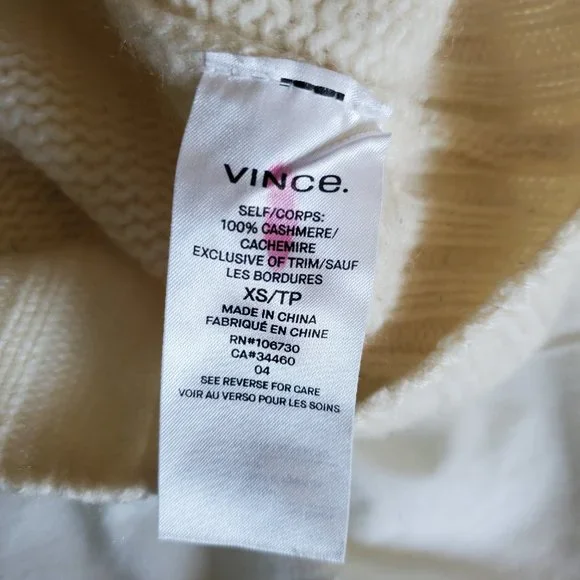 VINCe.
SELF/CORPS:
100% CASHMERE/
CACHEMIRE
EXCLUSIVE OF TRIM/SAUF
LES BORDURES
XS/TP
MADE IN CHINA
FABRIQUÉ EN CHINE
RN#106730
CA#34460
04
SEE REVERSE FOR CARE
VOIR AU VERSO POUR LES SOINS